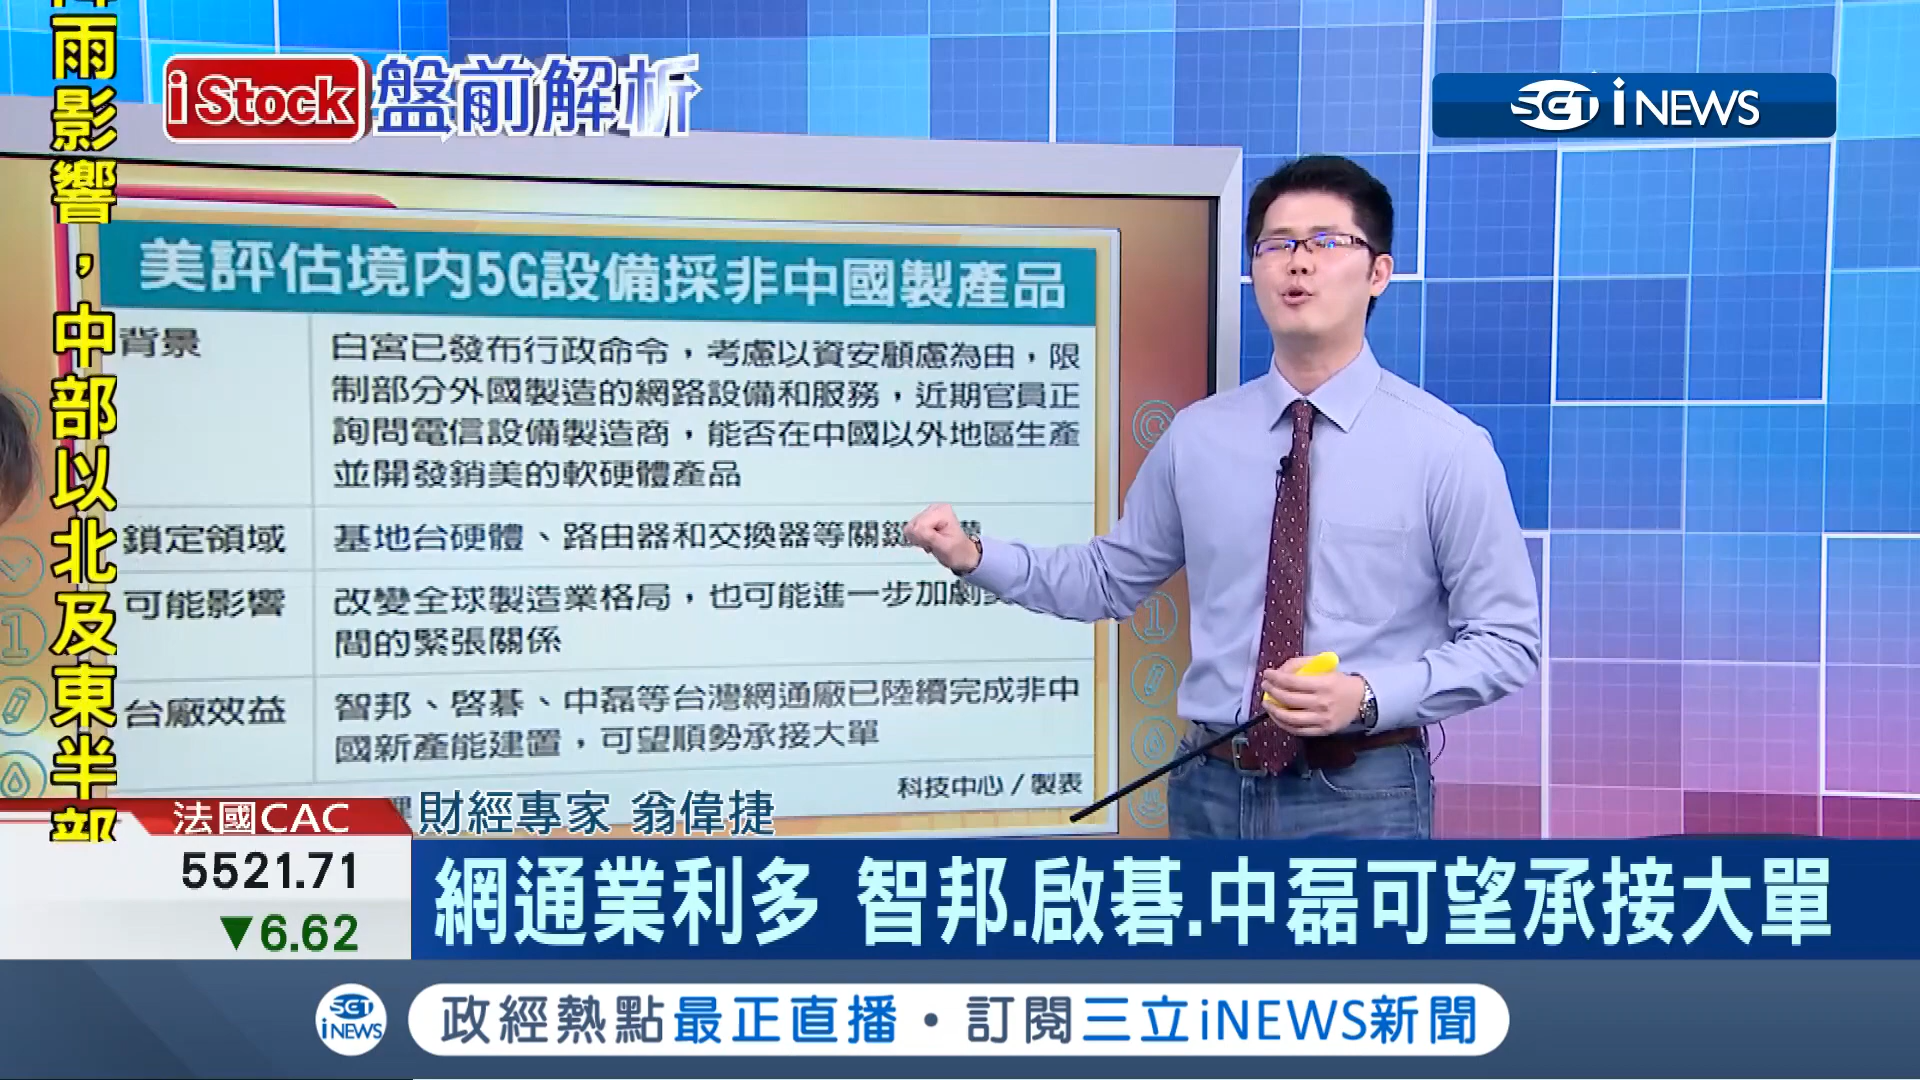 雨影響，中部以北及東半部
i Stock 盤前解析
SET iNEWS
美評估境內5G設備採非中國製產品
背景
白宮已發布行政命令，考慮以資安顧慮為由，限
制部分外國製造的網路設備和服務，近期官員正
詢問電信設備製造商，能否在中國以外地區生產
並開發銷美的軟硬體產品
鎖定領域
基地台硬體、路由器和交換器等關鍵
可能影響
改變全球製造業格局，也可能進一步加劇
間的緊張關係
台廠效益
智邦、啓碁、中磊等台灣網通廠已陸續完成非中
國新產能建置，可望順勢承接大單
科技中心／製表
法國CAC
5521.71
▼6.62
財經專家 翁偉捷
網通業利多 智邦.啟碁.中磊可望承接大單
SET iNEWS
政經熱點最正直播・訂閱三立iNEWS新聞